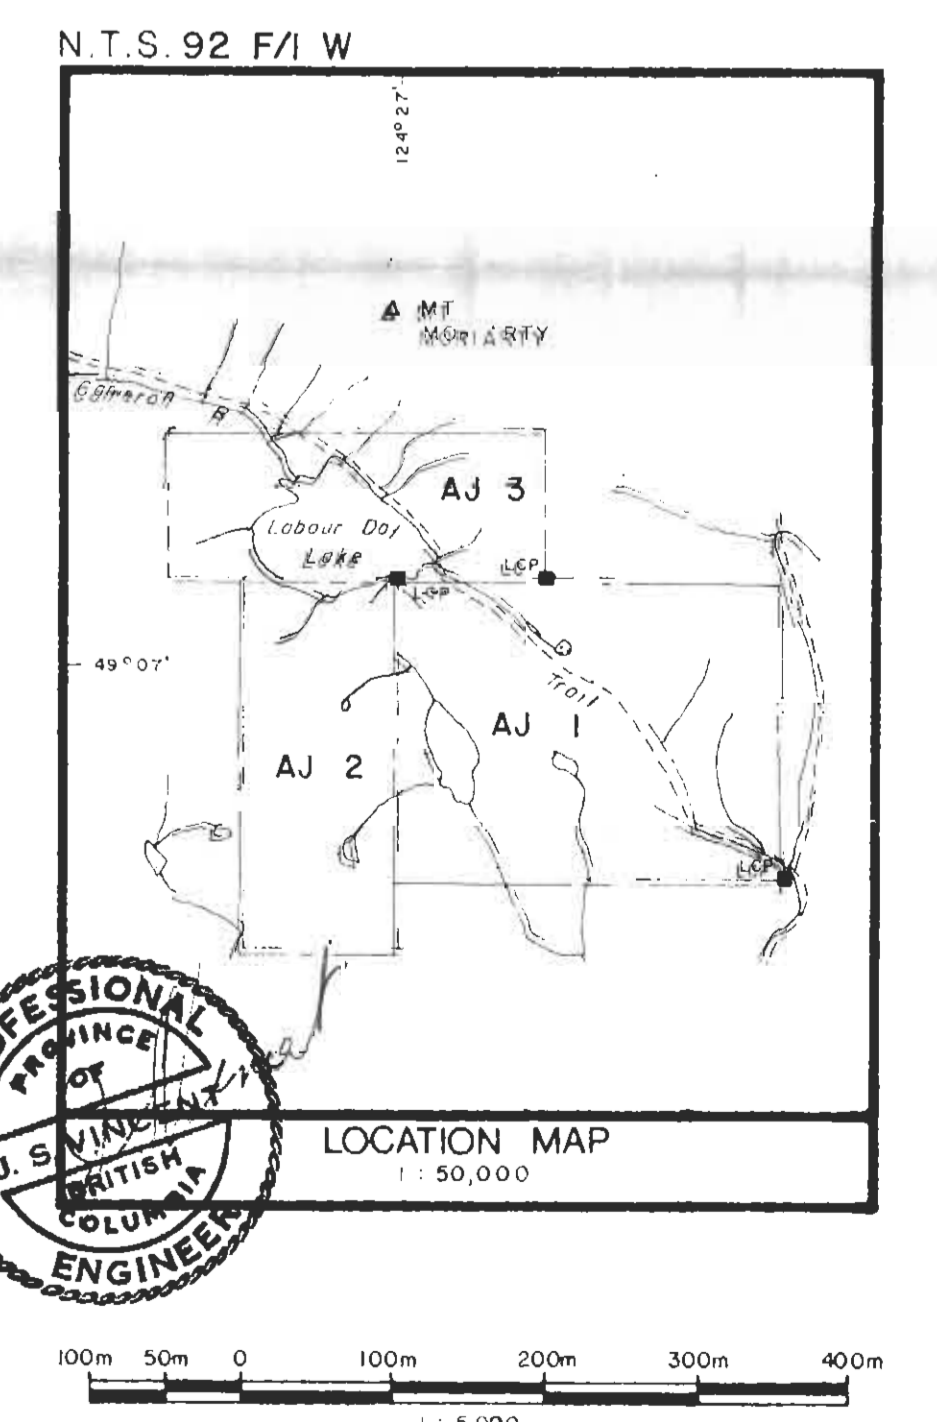 N.T.S. 92 F/1 W
124° 27'
MT
MORIARTY
Cameron R
AJ 3
Labour Day
Lake
LCP
LCP
49° 07'
Trail
AJ 1
AJ 2
LCP
PROFESSIONAL
PROVINCE
OF
J. S. VINCENT
BRITISH
COLUMBIA
ENGINEER
LOCATION MAP
1 : 50,000
100m 50m 0 100m 200m 300m 400m
1 : 5,000